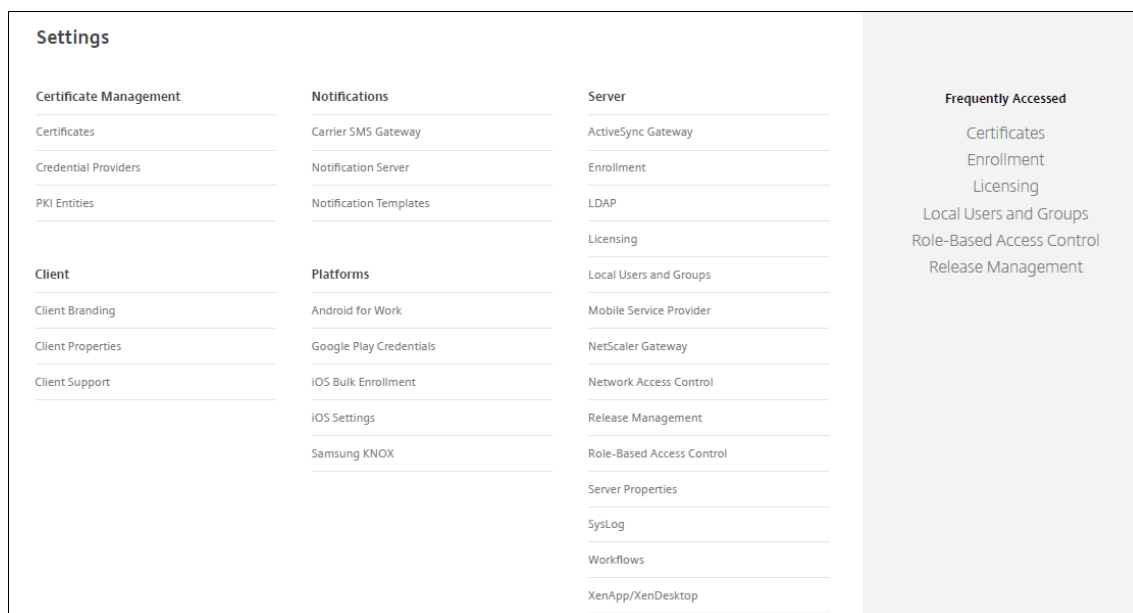 Settings
Certificate Management
Certificates
Credential Providers
PKI Entities
Client
Client Branding
Client Properties
Client Support
Notifications
Carrier SMS Gateway
Notification Server
Notification Templates
Platforms
Android for Work
Google Play Credentials
iOS Bulk Enrollment
iOS Settings
Samsung KNOX
Server
ActiveSync Gateway
Enrollment
LDAP
Licensing
Local Users and Groups
Mobile Service Provider
NetScaler Gateway
Network Access Control
Release Management
Role-Based Access Control
Server Properties
SysLog
Workflows
XenApp/XenDesktop
Frequently Accessed
Certificates
Enrollment
Licensing
Local Users and Groups
Role-Based Access Control
Release Management